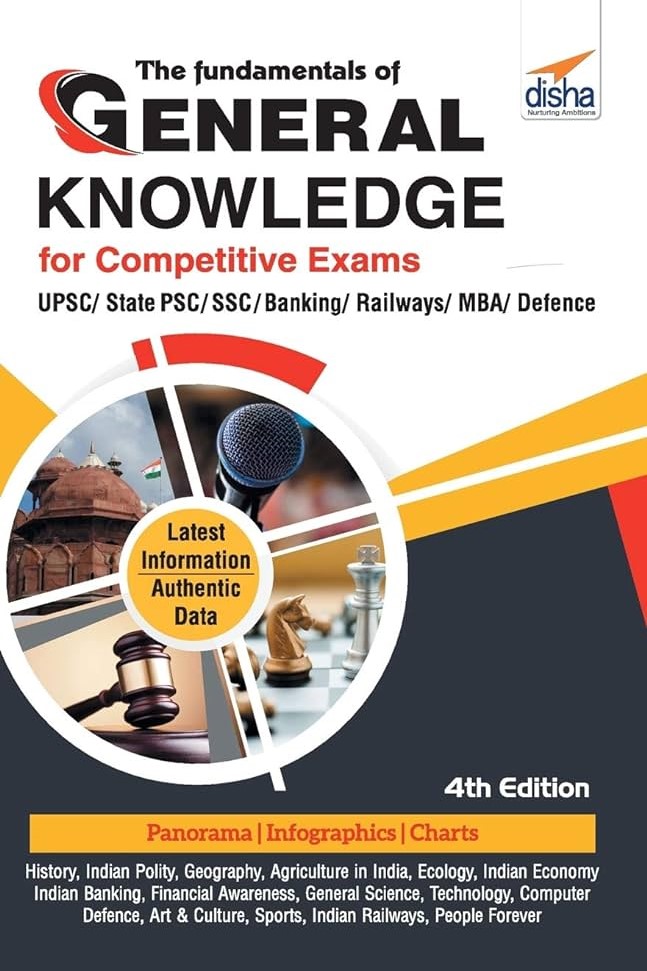 The fundamentals of
GENERAL
KNOWLEDGE
for Competitive Exams
UPSC/ State PSC/ SSC/ Banking/ Railways/ MBA/ Defence
disha
Nurturing Ambitions
Latest
Information
Authentic
Data
4th Edition
Panorama | Infographics | Charts
History, Indian Polity, Geography, Agriculture in India, Ecology, Indian Economy
Indian Banking, Financial Awareness, General Science, Technology, Computer
Defence, Art & Culture, Sports, Indian Railways, People Forever